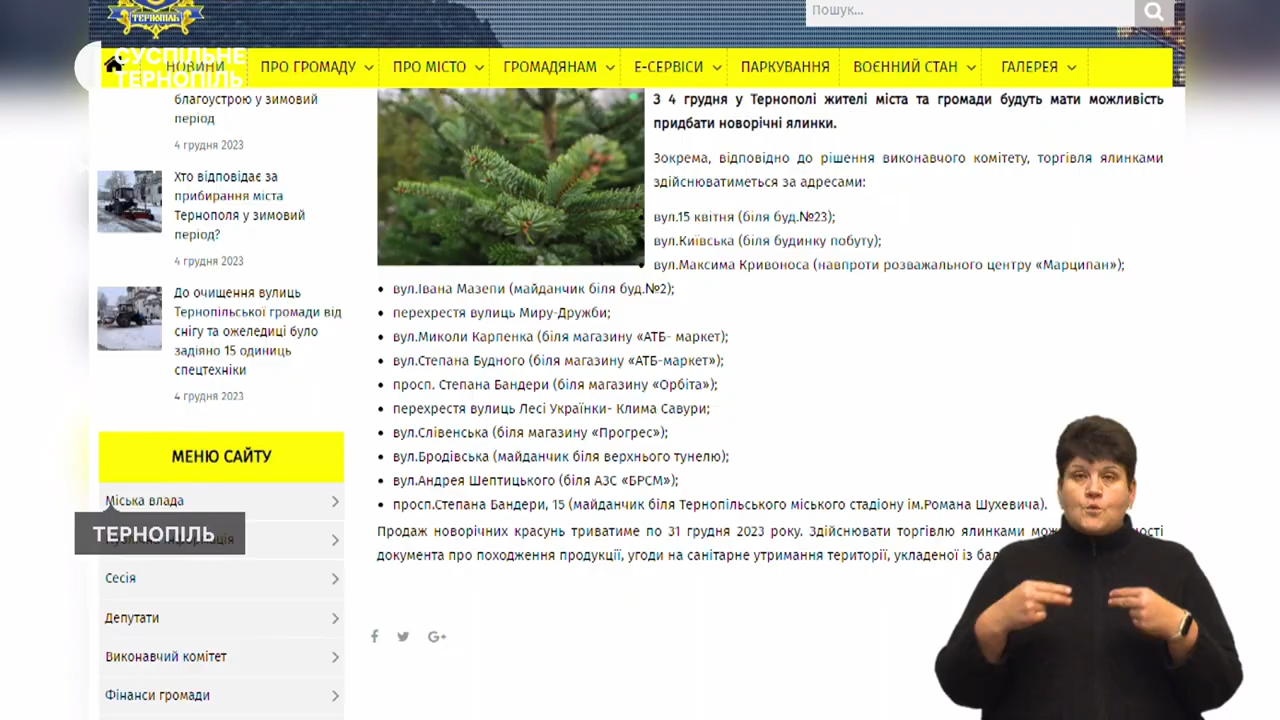 ТЕРНОПІЛЬ
Пошук...
СУСПІЛЬНЕ
ТЕРНОПІЛЬ
НОВИНИ
ПРО ГРОМАДУ
ПРО МІСТО
ГРОМАДЯНАМ
Е-СЕРВІСИ
ПАРКУВАННЯ
ВОЄННИЙ СТАН
ГАЛЕРЕЯ
благоустрою у зимовий
період
4 грудня 2023
Хто відповідає за
прибирання міста
Тернополя у зимовий
період?
4 грудня 2023
До очищення вулиць
Тернопільської громади від
снігу та ожеледиці було
задіяно 15 одиниць
спецтехніки
4 грудня 2023
МЕНЮ САЙТУ
Міська влада
ТЕРНОПІЛЬ
Сесія
Депутати
Виконавчий комітет
Фінанси громади
З 4 грудня у Тернополі жителі міста та громади будуть мати можливість
придбати новорічні ялинки.
Зокрема, відповідно до рішення виконавчого комітету, торгівля ялинками
здійснюватиметься за адресами:
вул.15 квітня (біля буд.№23);
вул.Київська (біля будинку побуту);
вул.Максима Кривоноса (навпроти розважального центру «Марципан»);
вул.Івана Мазепи (майданчик біля буд.№2);
перехрестя вулиць Миру-Дружби;
вул.Миколи Карпенка (біля магазину «АТБ- маркет);
вул.Степана Будного (біля магазину «АТБ-маркет»);
просп. Степана Бандери (біля магазину «Орбіта»);
перехрестя вулиць Лесі Українки- Клима Савури;
вул.Слівенська (біля магазину «Прогрес»);
вул.Бродівська (майданчик біля верхнього тунелю);
вул.Андрея Шептицького (біля АЗС «БРСМ»);
просп.Степана Бандери, 15 (майданчик біля Тернопільського міського стадіону ім.Романа Шухевича).
Продаж новорічних красунь триватиме по 31 грудня 2023 року. Здійснювати торгівлю ялинками
документа про походження продукції, угоди на санітарне утримання території, укладеної із